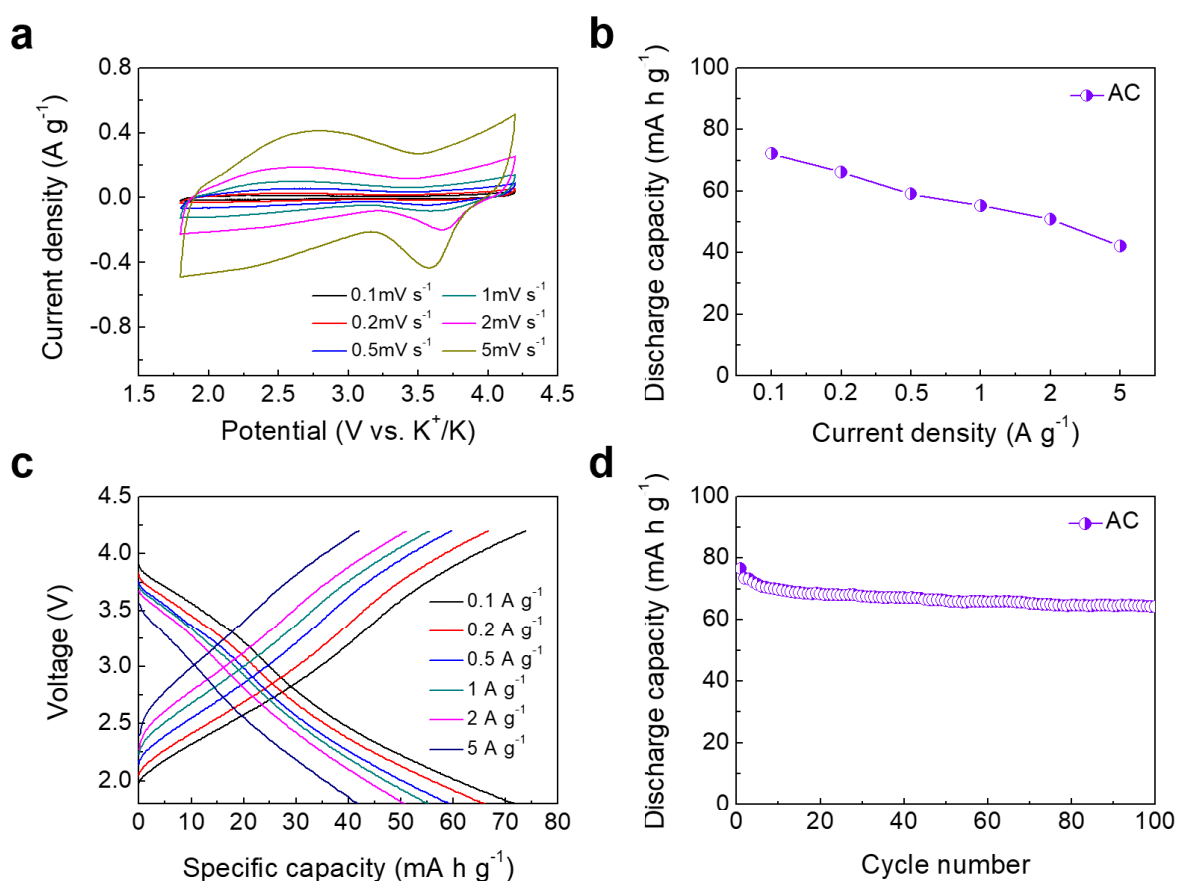 a
Current density (A g⁻¹)
0.8
0.4
0.0
-0.4
-0.8
0.1mV s⁻¹
1mV s⁻¹
0.2mV s⁻¹
2mV s⁻¹
0.5mV s⁻¹
5mV s⁻¹
1.5 2.0 2.5 3.0 3.5 4.0 4.5
Potential (V vs. K⁺/K)
b
Discharge capacity (mA h g⁻¹)
100
80
60
40
20
0
AC
0.1 0.2 0.5 1 2 5
Current density (A g⁻¹)
c
Voltage (V)
4.5
4.0
3.5
3.0
2.5
2.0
0.1 A g⁻¹
0.2 A g⁻¹
0.5 A g⁻¹
1 A g⁻¹
2 A g⁻¹
5 A g⁻¹
0 10 20 30 40 50 60 70 80
Specific capacity (mA h g⁻¹)
d
Discharge capacity (mA h g⁻¹)
100
80
60
40
20
0
AC
0 20 40 60 80 100
Cycle number